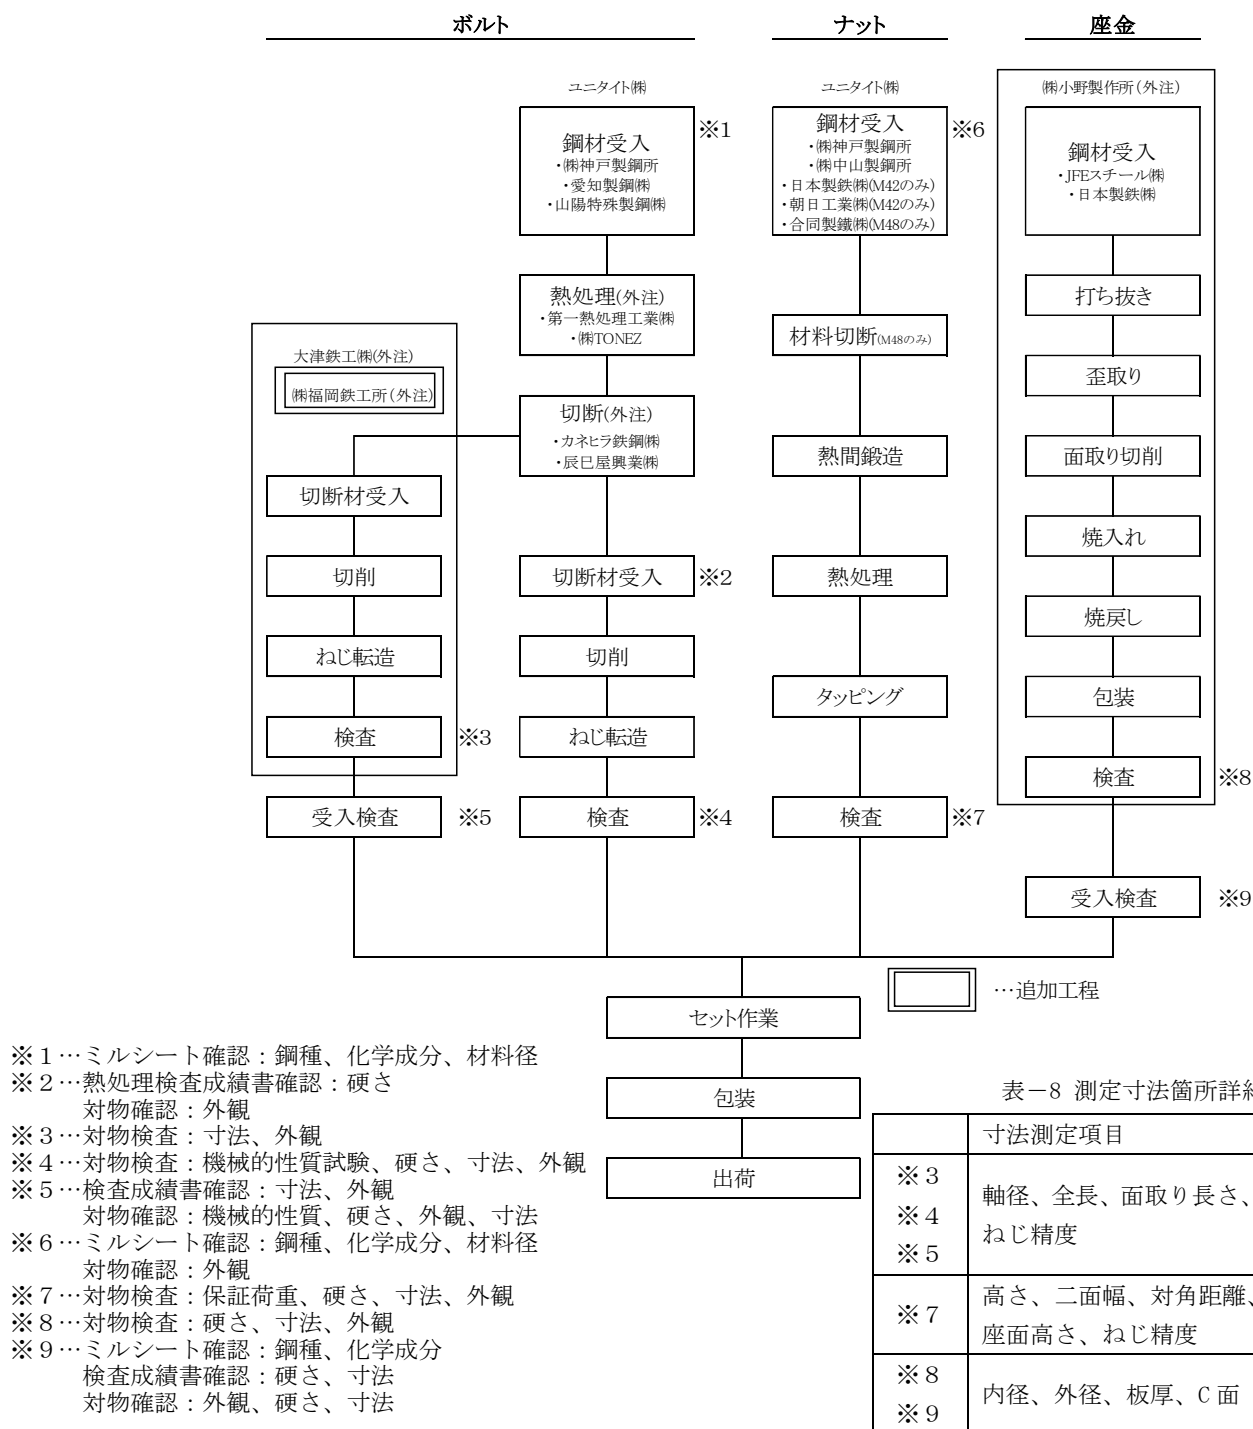 ボルト
ナット
座金
ユニタイト㈱
ユニタイト㈱
㈱小野製作所(外注)
鋼材受入
・㈱神戸製鋼所
・愛知製鋼㈱
・山陽特殊製鋼㈱
※1
鋼材受入
・㈱神戸製鋼所
・㈱中山製鋼所
・日本製鉄㈱(M42のみ)
・朝日工業㈱(M42のみ)
・合同製鐵㈱(M48のみ)
※6
鋼材受入
・JFEスチール㈱
・日本製鉄㈱
熱処理(外注)
・第一熱処理工業㈱
・㈱TONEZ
打ち抜き
材料切断(M48のみ)
大津鉄工㈱(外注)
㈱福岡鉄工所(外注)
歪取り
切断(外注)
・カネヒラ鉄鋼㈱
・辰巳屋興業㈱
熱間鍛造
面取り切削
切断材受入
焼入れ
切削
切断材受入
※2
熱処理
焼戻し
ねじ転造
切削
タッピング
包装
検査
※3
ねじ転造
検査
※8
受入検査
※5
検査
※4
検査
※7
受入検査
※9
…追加工程
セット作業
包装
出荷
※1…ミルシート確認：鋼種、化学成分、材料径
※2…熱処理検査成績書確認：硬さ
対物確認：外観
※3…対物検査：寸法、外観
※4…対物検査：機械的性質試験、硬さ、寸法、外観
※5…検査成績書確認：寸法、外観
対物確認：機械的性質、硬さ、外観、寸法
※6…ミルシート確認：鋼種、化学成分、材料径
対物確認：外観
※7…対物検査：保証荷重、硬さ、寸法、外観
※8…対物検査：硬さ、寸法、外観
※9…ミルシート確認：鋼種、化学成分
検査成績書確認：硬さ、寸法
対物確認：外観、硬さ、寸法
表－8 測定寸法箇所詳細
寸法測定項目
※3
※4
※5
軸径、全長、面取り長さ、
ねじ精度
※7
高さ、二面幅、対角距離、
座面高さ、ねじ精度
※8
※9
内径、外径、板厚、C面